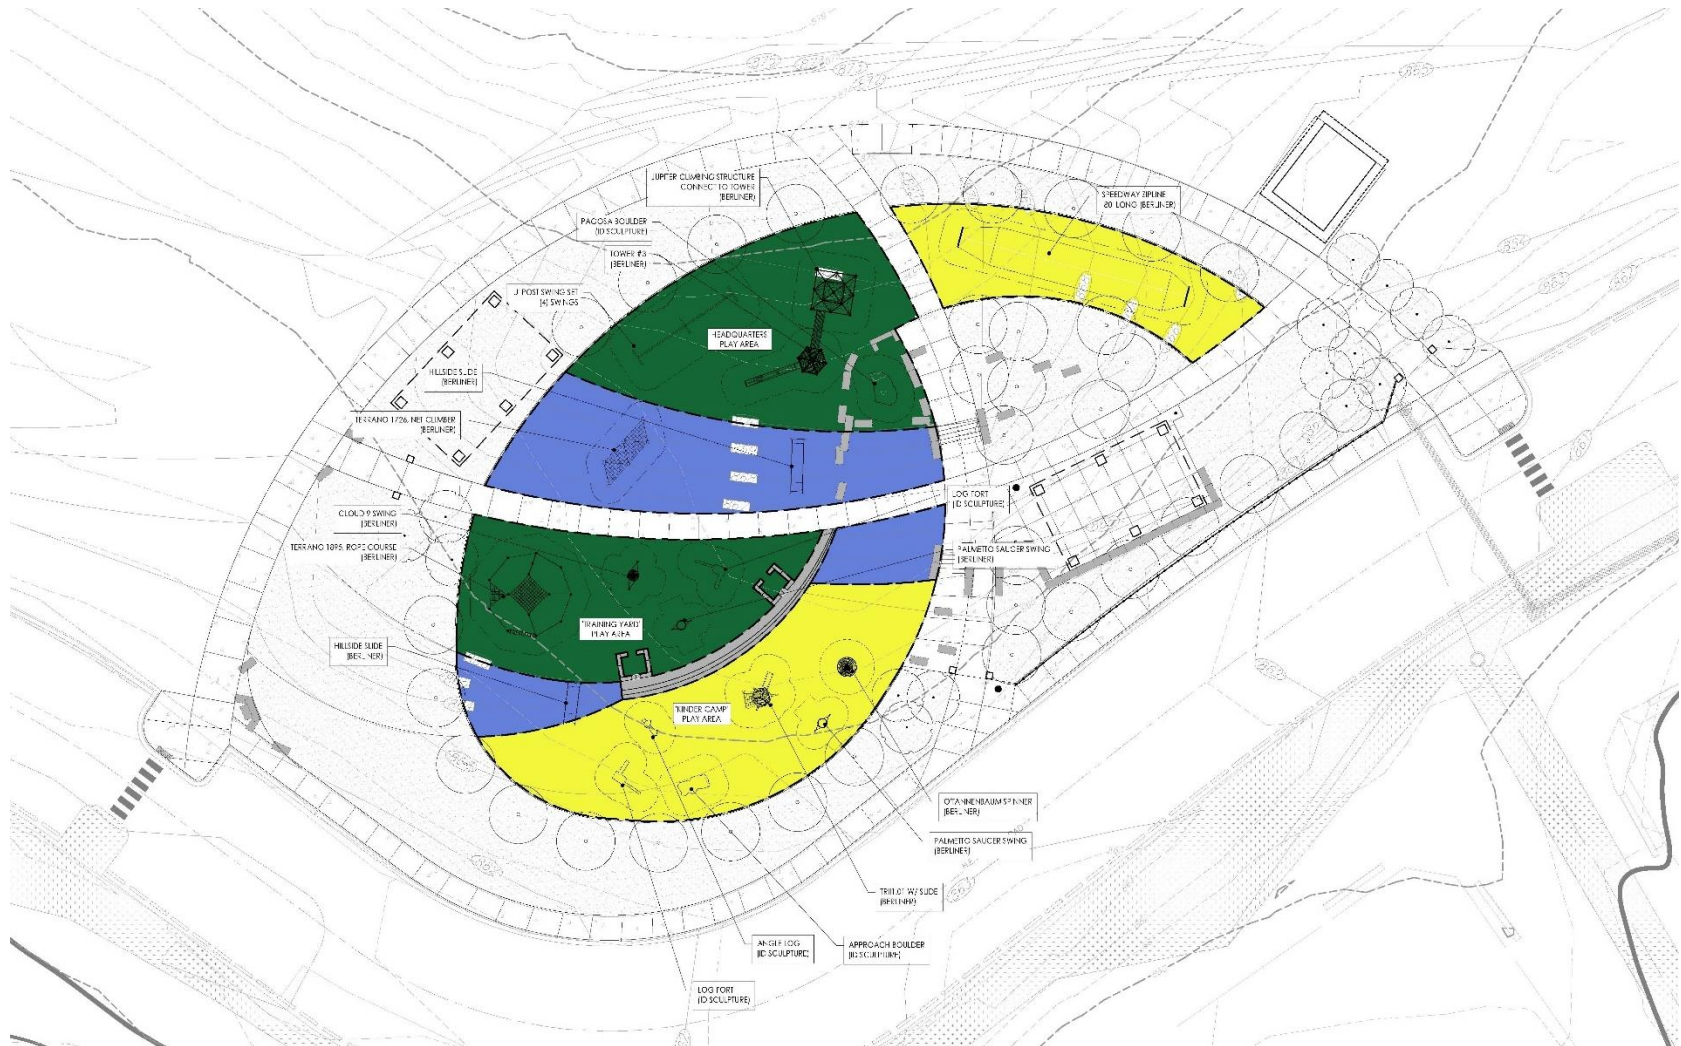 JUPITER CLIMBING STRUCTURE
CONNECT TO TOWER
(BERLINER)
PAGOSA BOULDER
(ID SCULPTURE)
TOWER #3
(BERLINER)
SWING SET
(4) SWINGS
HEADQUARTERS
PLAY AREA
HILLSIDE SLIDE
(BERLINER)
TERRANO 1726, NET CLIMBER
(BERLINER)
SPEEDWAY ZIPLINE
LONG (BERLINER)
CLOUD 9 SWING
(BERLINER)
TERRANO 1895, ROPE COURSE
(BERLINER)
LOG FORT
(ID SCULPTURE)
PALMETTO SAUCER SWING
(BERLINER)
'TRAINING YARD'
PLAY AREA
HILLSIDE SLIDE
(BERLINER)
'KINDER CAMP'
PLAY AREA
OTANNENBAUM SPINNER
(BERLINER)
PALMETTO SAUCER SWING
(BERLINER)
W/ SLIDE
(BERLINER)
ANGLE LOG
(ID SCULPTURE)
APPROACH BOULDER
(ID SCULPTURE)
LOG FORT
(ID SCULPTURE)